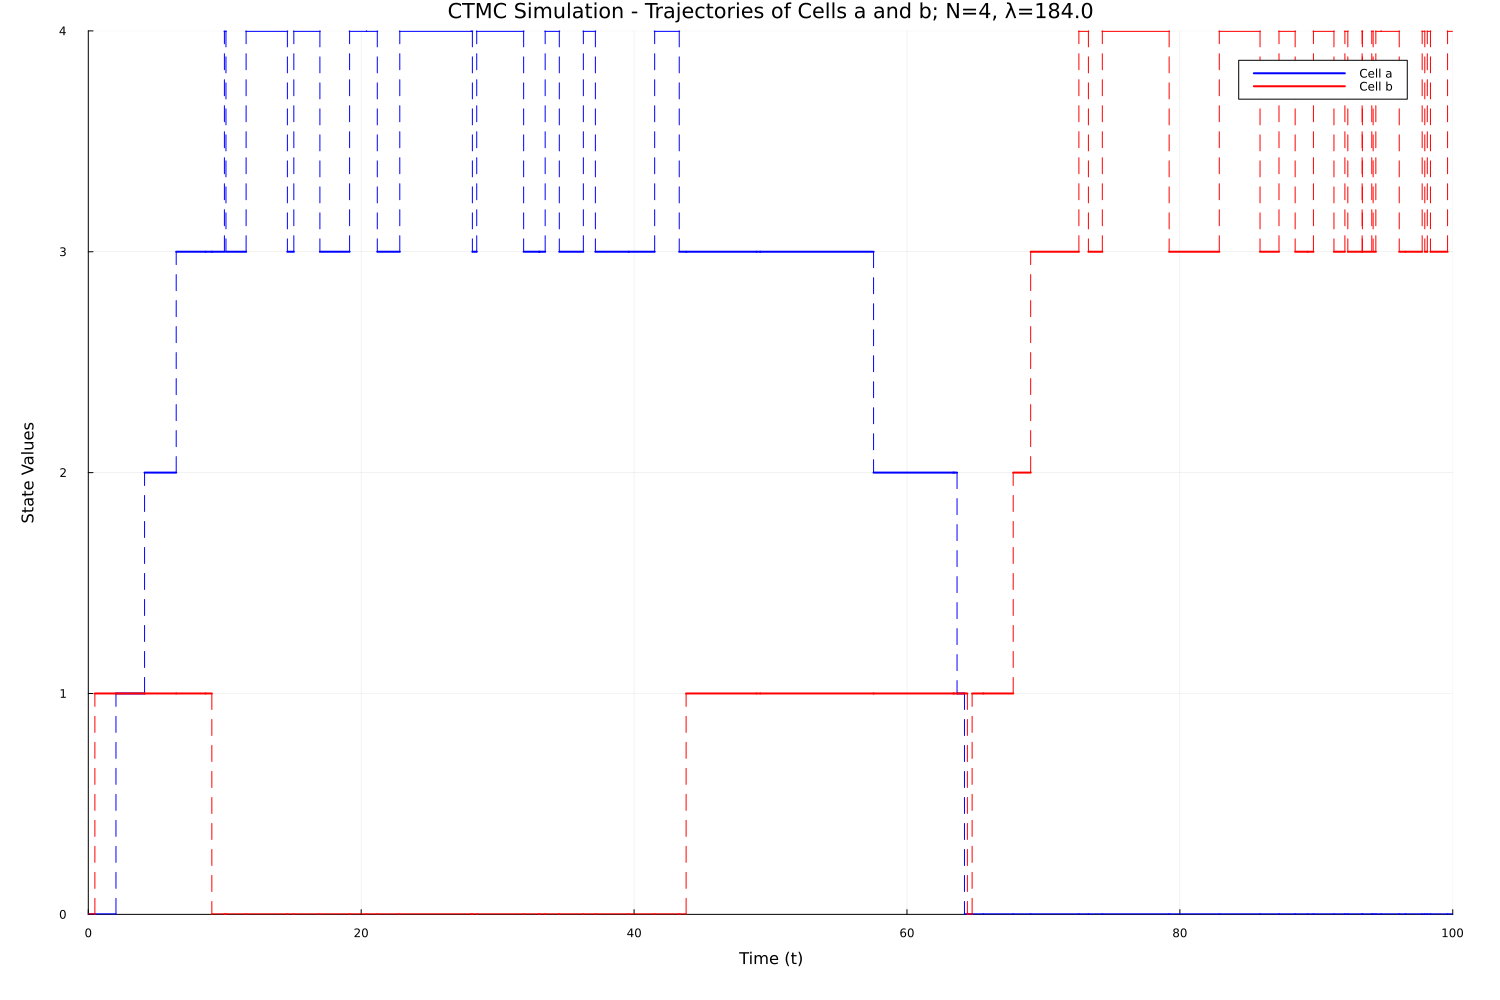 CTMC Simulation - Trajectories of Cells a and b; N=4, λ=184.0
4
Cell a
Cell b
3
State Values
2
1
0
0 20 40 60 80 100
Time (t)